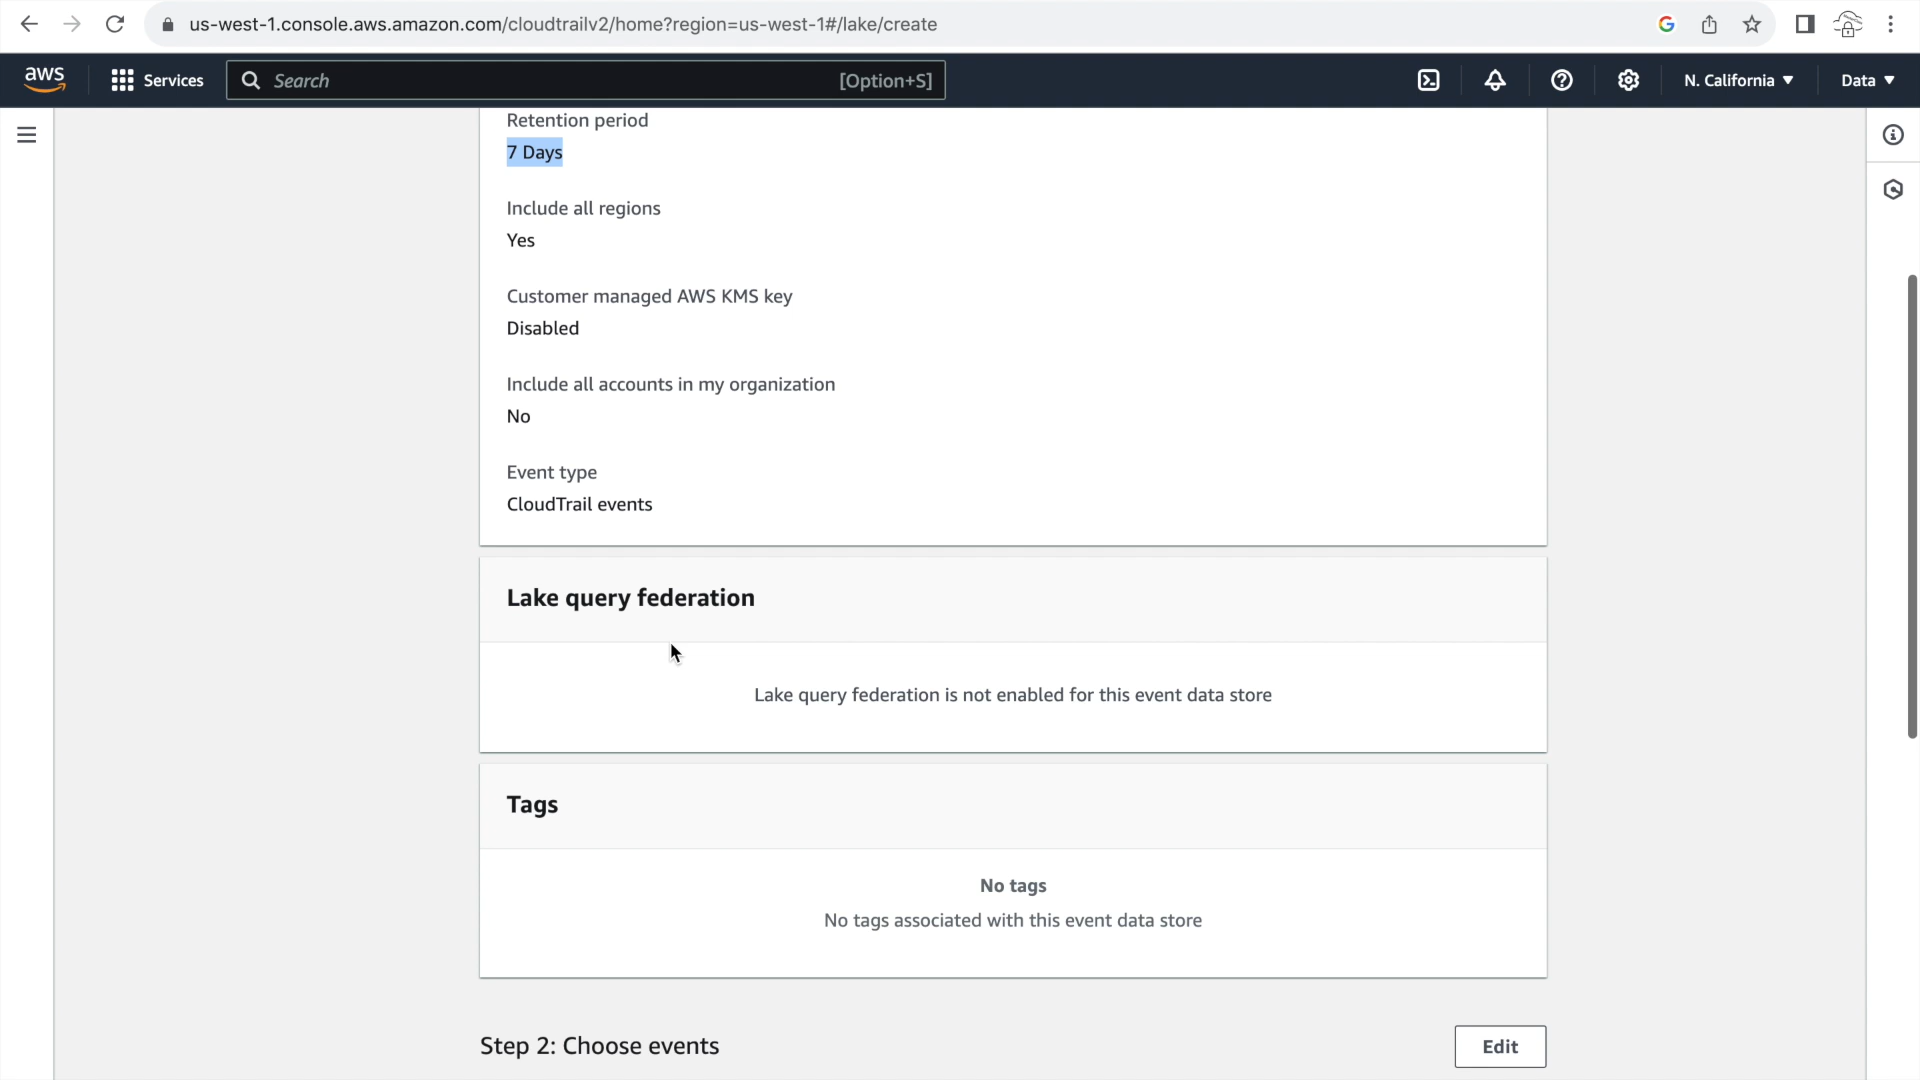 us-west-1.console.aws.amazon.com/cloudtrailv2/home?region=us-west-1#/lake/create
aws
Services
Search
[Option+S]
N. California
Data
Retention period
7 Days
Include all regions
Yes
Customer managed AWS KMS key
Disabled
Include all accounts in my organization
No
Event type
CloudTrail events
Lake query federation
Lake query federation is not enabled for this event data store
Tags
No tags
No tags associated with this event data store
Step 2: Choose events
Edit